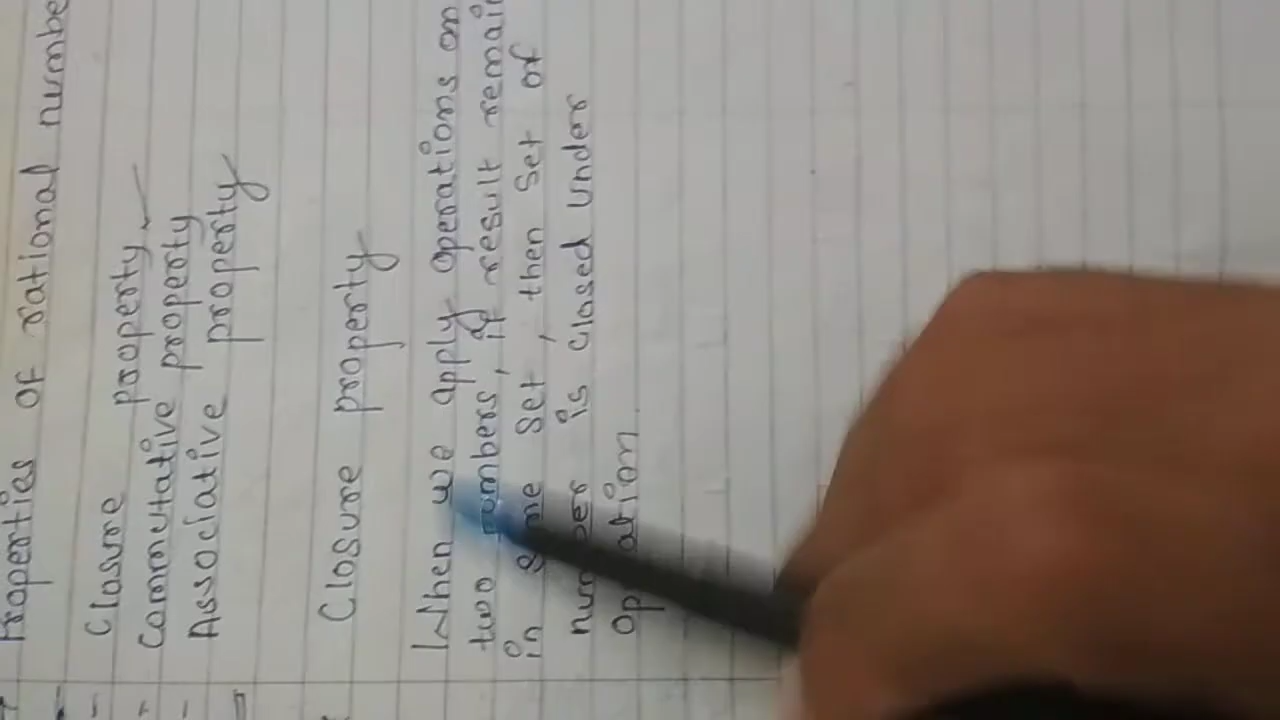 Properties of rational numbe
- Closure property ✓
- Commutative property
- Associative property
- property
Closure property
When we apply operations on
two numbers, if result remain
in same set, then set of
number is closed under
operation.